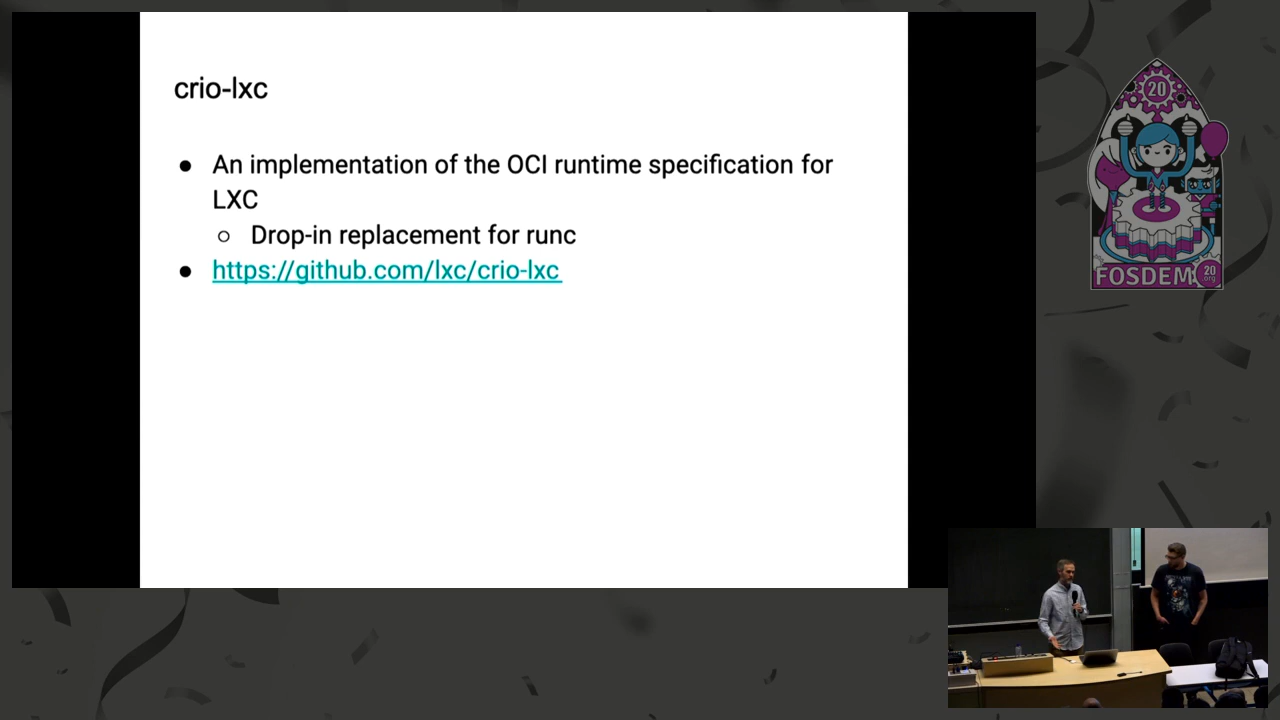 crio-lxc
● An implementation of the OCI runtime specification for
LXC
○ Drop-in replacement for runc
● https://github.com/lxc/crio-lxc
20
FOSDEM
20
.org